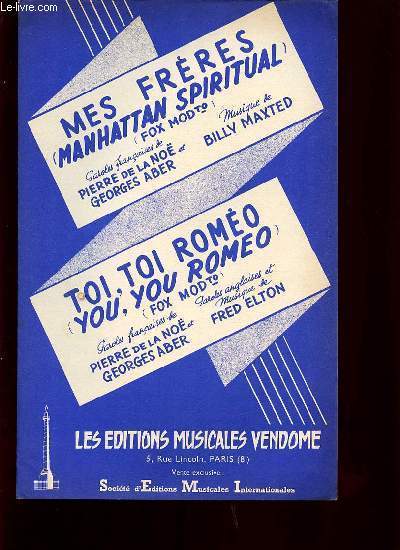 www.le-livre.com
MES FRÈRES
(MANHATTAN SPIRITUAL)
(FOX MODTO)
Paroles françaises de
PIERRE DE LA NOË et
GEORGES ABER
Musique de
BILLY MAXTED
TOI, TOI ROMÉO
(YOU, YOU ROMEO)
(FOX MODTO)
Paroles françaises de
PIERRE DE LA NOË et
GEORGES ABER
Paroles anglaises et
Musique de
FRED ELTON
LES EDITIONS MUSICALES VENDOME
5, Rue Lincoln, PARIS (8)
Vente exclusive:
Société d'Editions Musicales Internationales